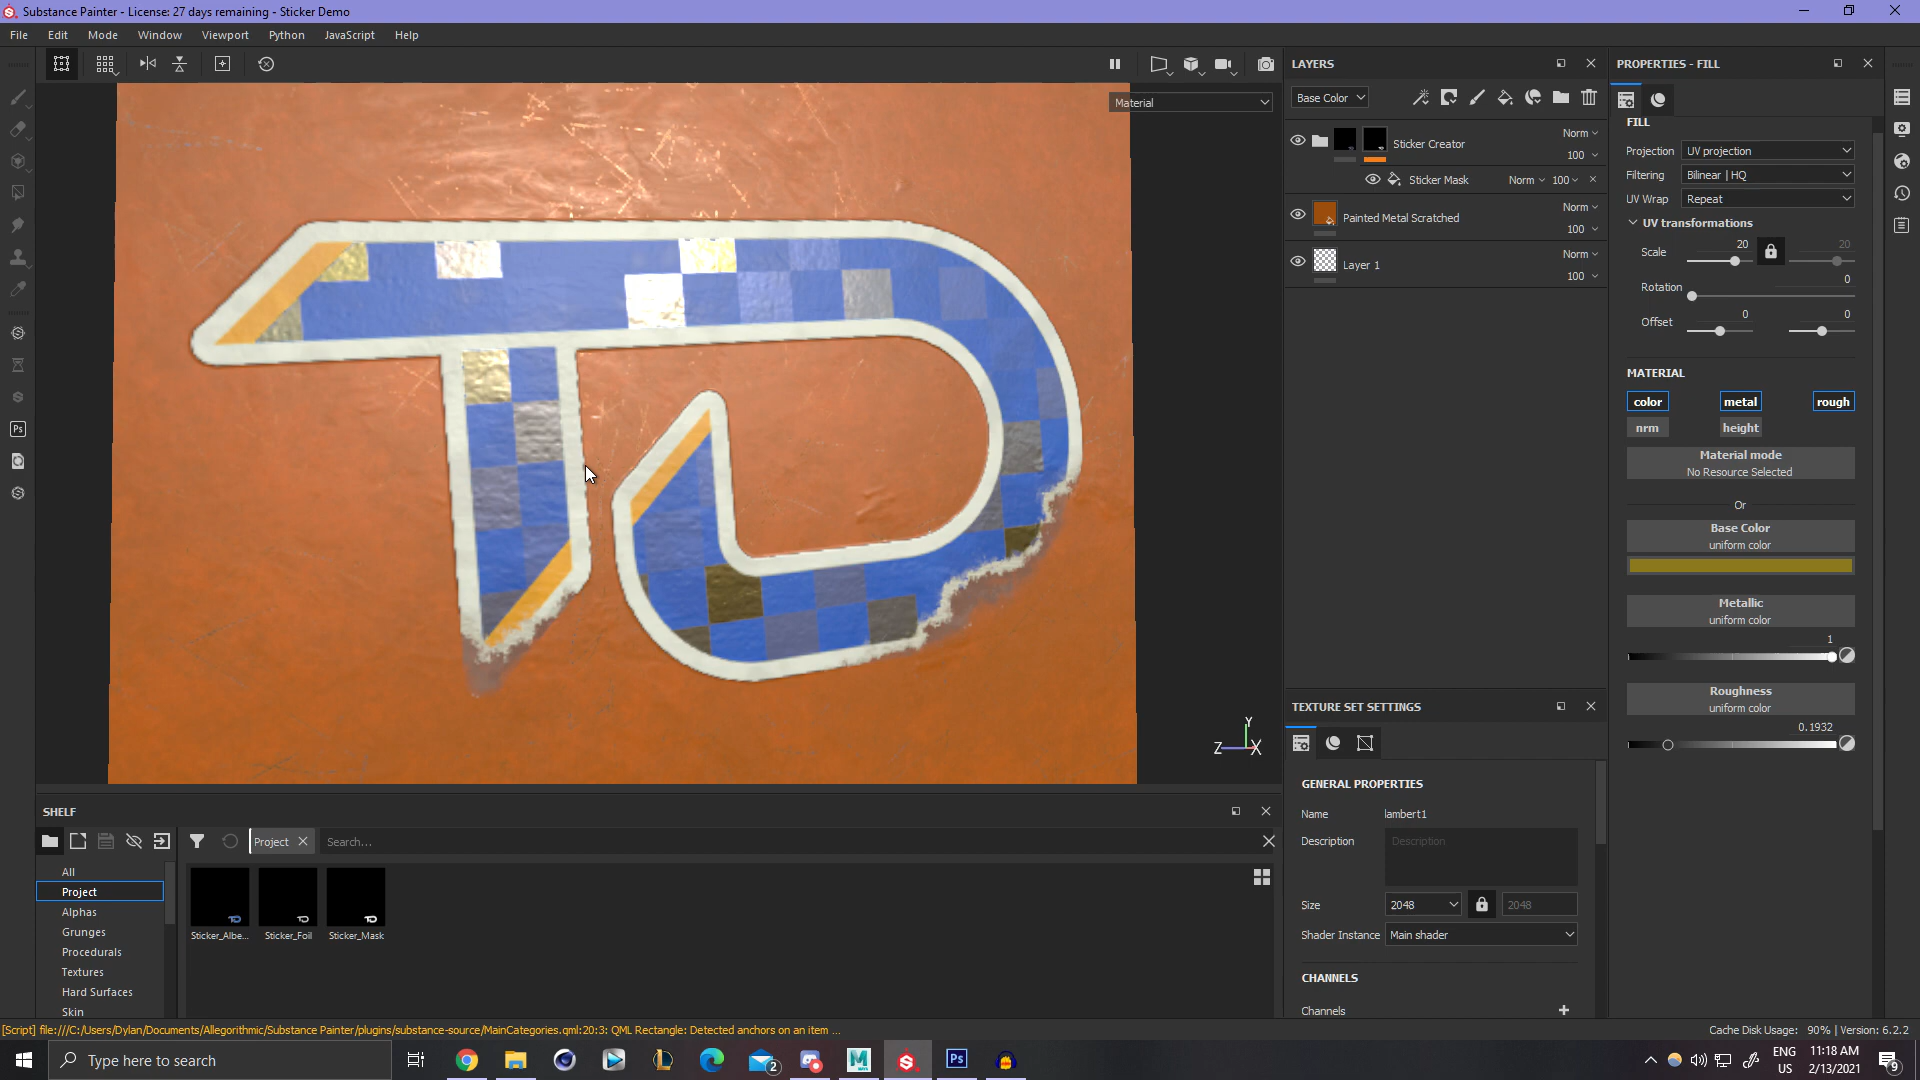 Substance Painter - License: 27 days remaining - Sticker Demo
File Edit Mode Window Viewport Python JavaScript Help
Material
LAYERS
Base Color
Sticker Creator
Norm
100
Sticker Mask
Norm
100
Painted Metal Scratched
Norm
100
Layer 1
Norm
100
PROPERTIES - FILL
FILL
Projection UV projection
Filtering Bilinear | HQ
UV Wrap Repeat
UV transformations
Scale 20 20
Rotation 0
Offset 0 0
MATERIAL
color metal rough
nrm height
Material mode
No Resource Selected
Or
Base Color
uniform color
Metallic
uniform color
1
Roughness
uniform color
0.1932
Y
Z X
TEXTURE SET SETTINGS
GENERAL PROPERTIES
Name lambert1
Description Description
Size 2048 2048
Shader Instance Main shader
CHANNELS
Channels +
SHELF
Project
Search...
All
Project
Alphas
Grunges
Procedurals
Textures
Hard Surfaces
Skin
Sticker_Albe... Sticker_Foil Sticker_Mask
[Script] file:///C:/Users/Dylan/Documents/Allegorithmic/Substance Painter/plugins/substance-source/MainCategories.qml:20:3: QML Rectangle: Detected anchors on an item ...
Cache Disk Usage: 90% | Version: 6.2.2
Type here to search
2
Ps
Ps
ENG
US
11:18 AM
2/13/2021
9